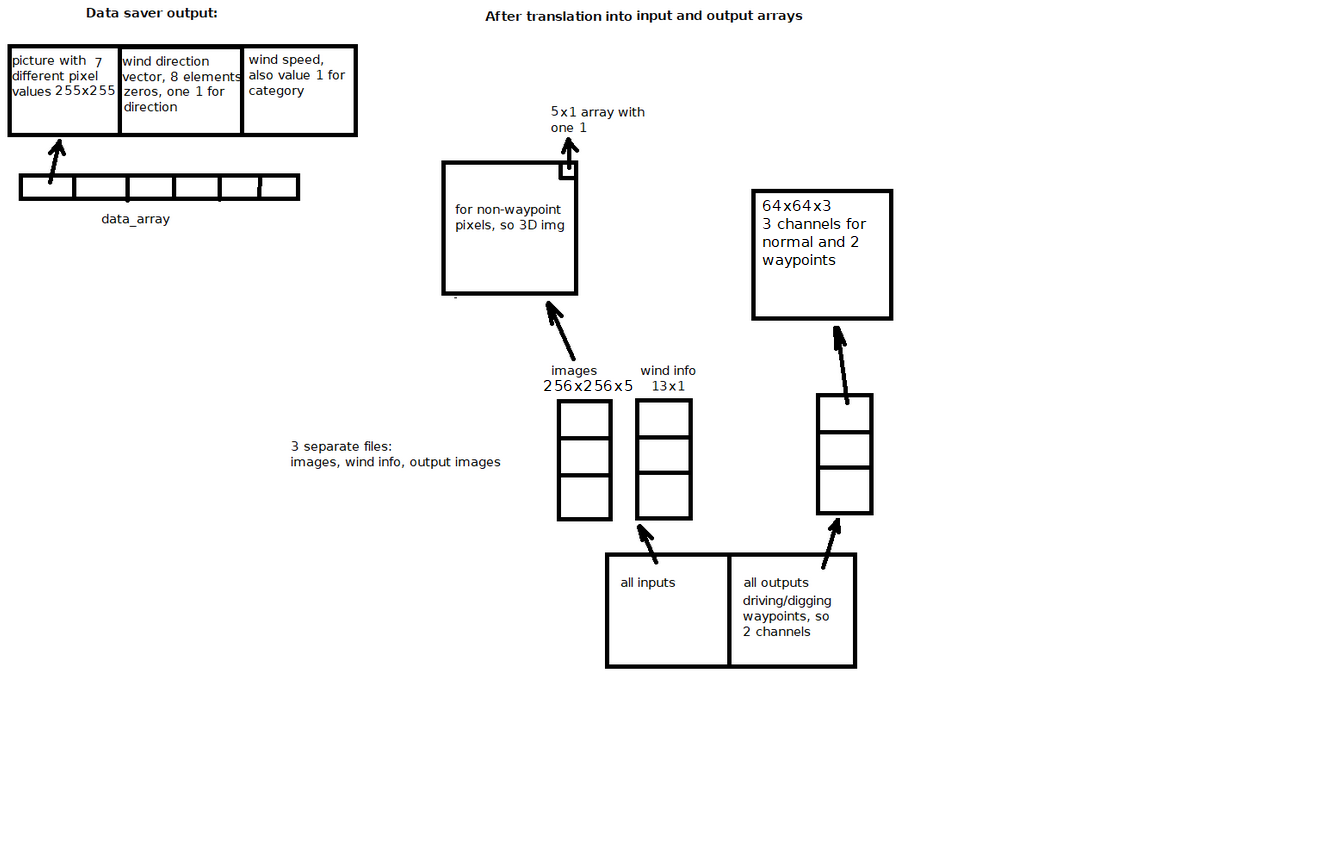 Data saver output:
picture with 7
different pixel
values 255x255
wind direction
vector, 8 elements
zeros, one 1 for
direction
wind speed,
also value 1 for
category
data_array
After translation into input and output arrays
5x1 array with
one 1
for non-waypoint
pixels, so 3D img
64x64x3
3 channels for
normal and 2
waypoints
images
256x256x5
wind info
13x1
3 separate files:
images, wind info, output images
all inputs
all outputs
driving/digging
waypoints, so
2 channels